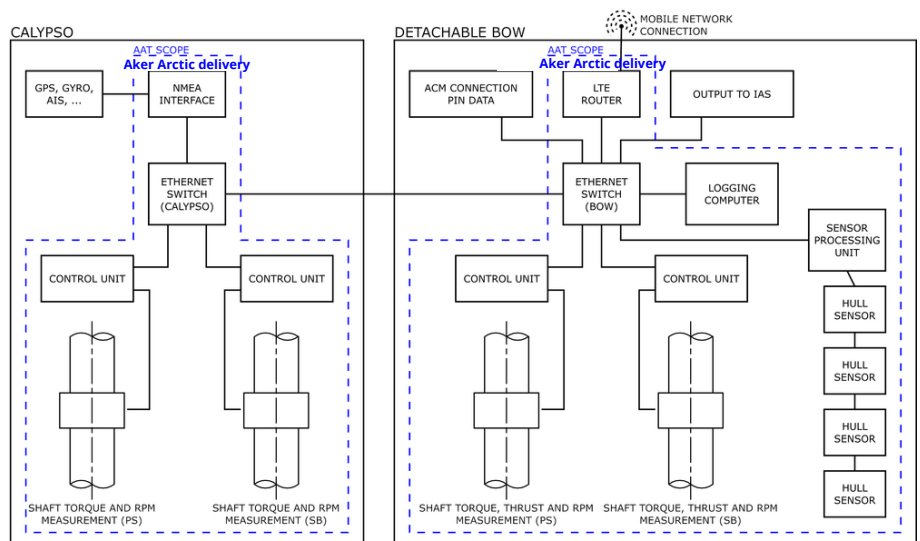 CALYPSO
AAT SCOPE
Aker Arctic delivery
GPS, GYRO,
AIS, ...
NMEA
INTERFACE
ETHERNET
SWITCH
(CALYPSO)
CONTROL UNIT
CONTROL UNIT
SHAFT TORQUE AND RPM
MEASUREMENT (PS)
SHAFT TORQUE AND RPM
MEASUREMENT (SB)
MOBILE NETWORK
CONNECTION
DETACHABLE BOW
AAT SCOPE
Aker Arctic delivery
ACM CONNECTION
PIN DATA
LTE
ROUTER
OUTPUT TO IAS
ETHERNET
SWITCH
(BOW)
LOGGING
COMPUTER
SENSOR
PROCESSING
UNIT
CONTROL UNIT
CONTROL UNIT
HULL
SENSOR
HULL
SENSOR
HULL
SENSOR
HULL
SENSOR
SHAFT TORQUE, THRUST AND RPM
MEASUREMENT (PS)
SHAFT TORQUE, THRUST AND RPM
MEASUREMENT (SB)